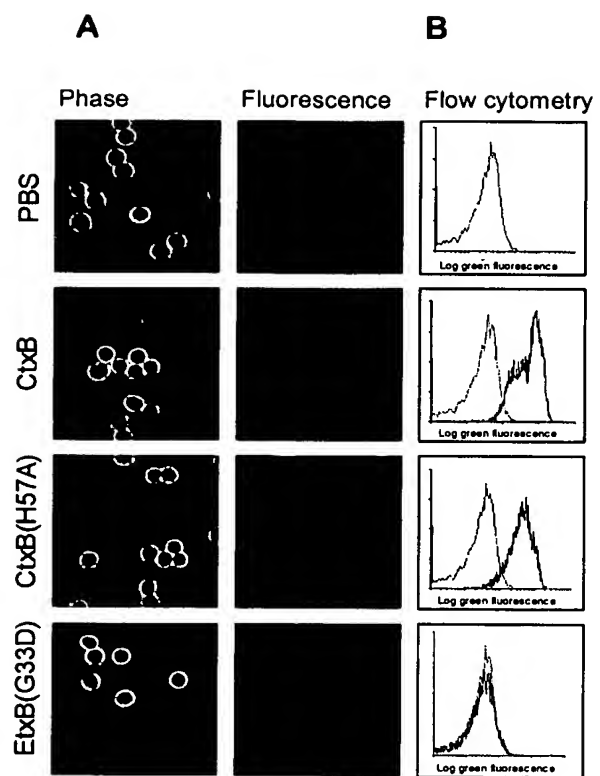 A
B
Phase
Fluorescence
Flow cytometry
PBS
Log green fluorescence
CtxB
Log green fluorescence
CtxB(H57A)
Log green fluorescence
EtxB(G33D)
Log green fluorescence